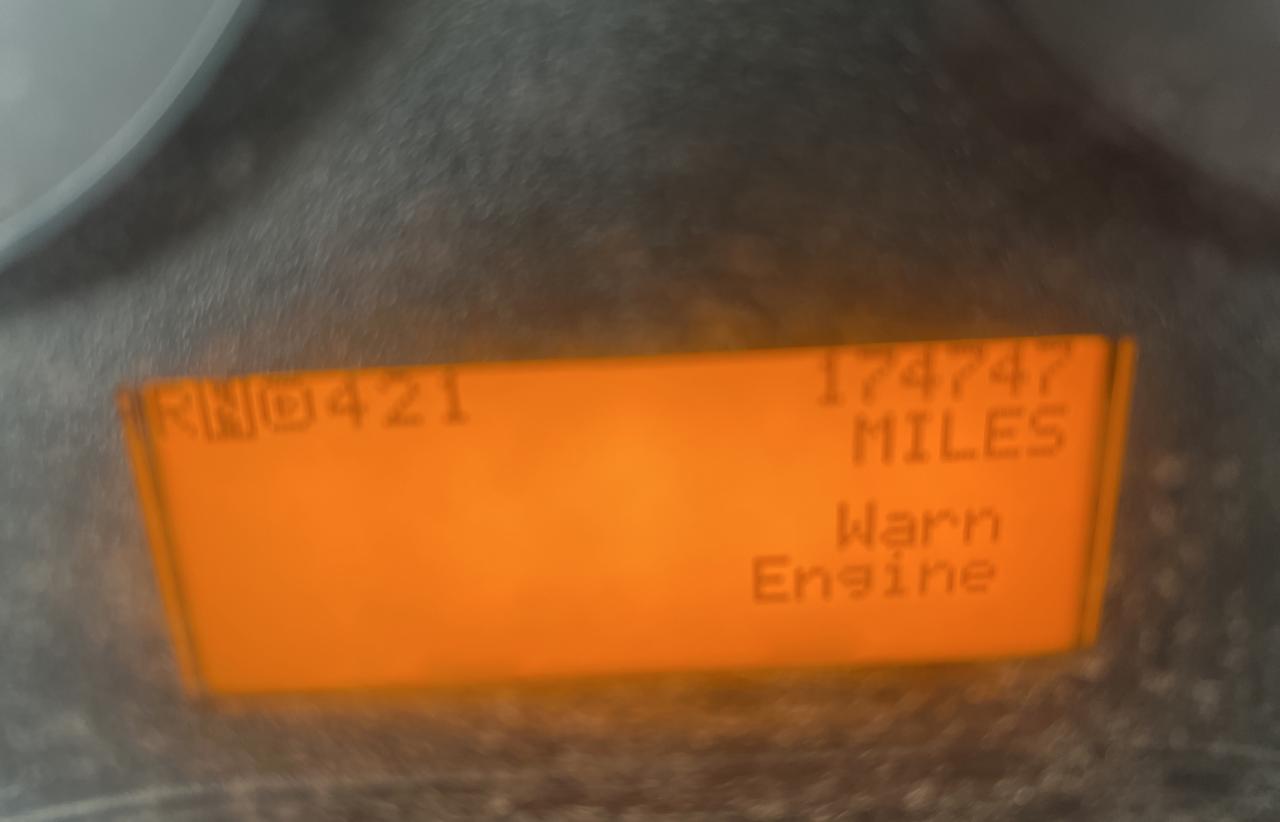 RND421 174747
MILES
Warn
Engine